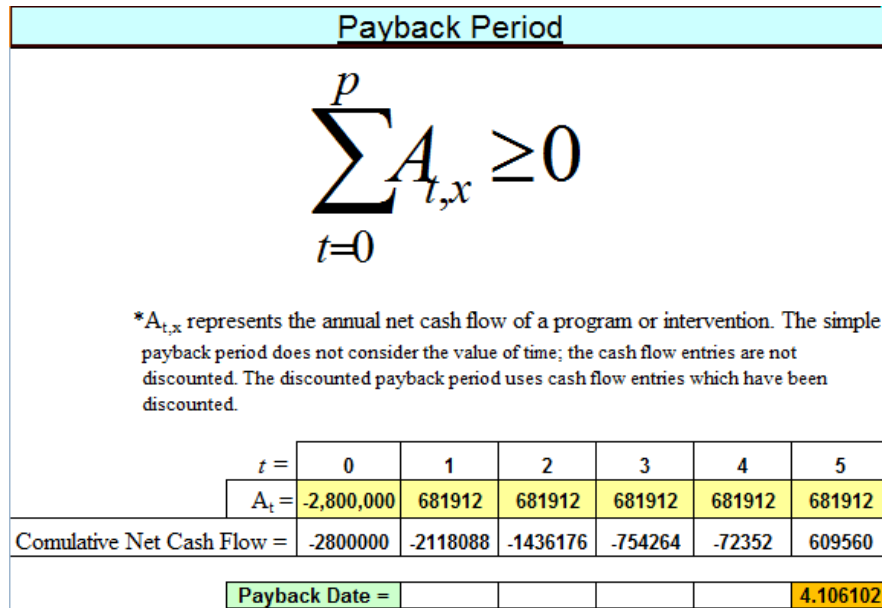 Payback Period
p
∑ A t,x ≥0
t=0
*At,x represents the annual net cash flow of a program or intervention. The simple
payback period does not consider the value of time; the cash flow entries are not
discounted. The discounted payback period uses cash flow entries which have been
discounted.
t = 0 1 2 3 4 5
At = -2,800,000 681912 681912 681912 681912 681912
Comulative Net Cash Flow = -2800000 -2118088 -1436176 -754264 -72352 609560
Payback Date = 4.106102